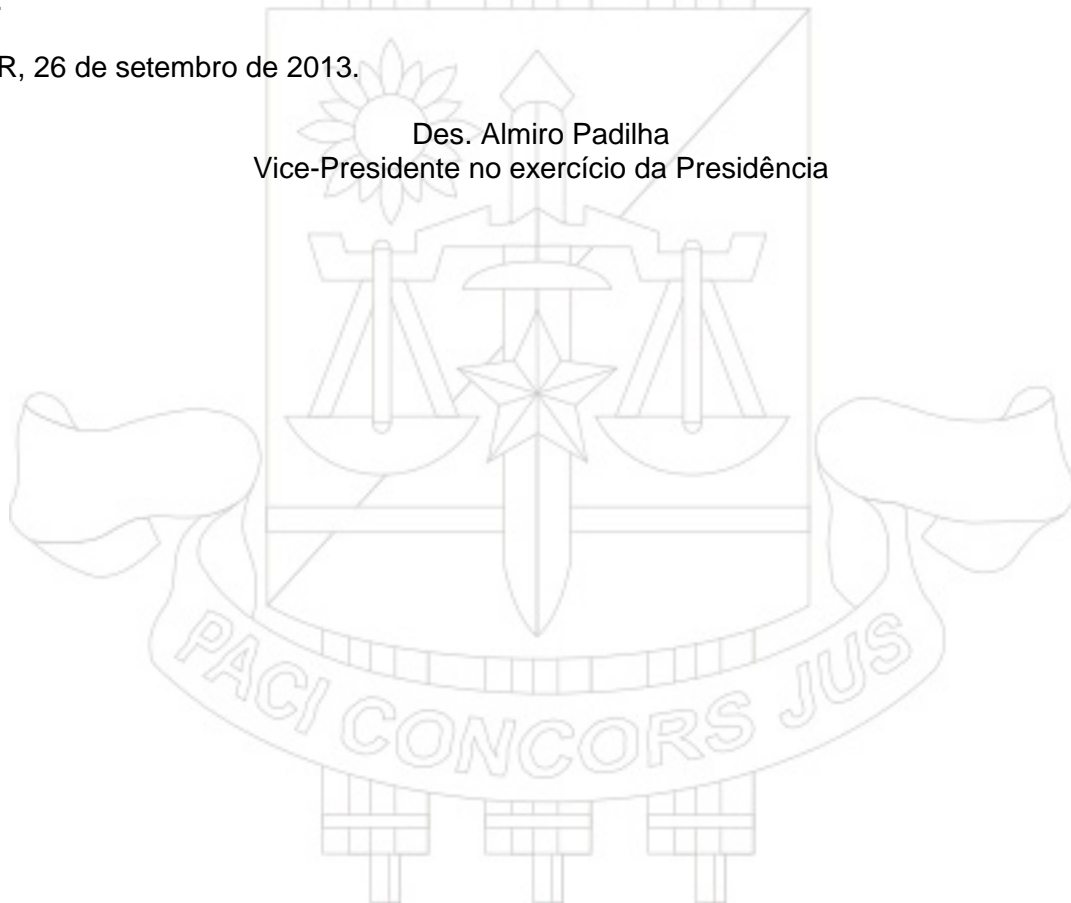 R, 26 de setembro de 2013.
Des. Almiro Padilha
Vice-Presidente no exercício da Presidência
PACI CONCORS JUS